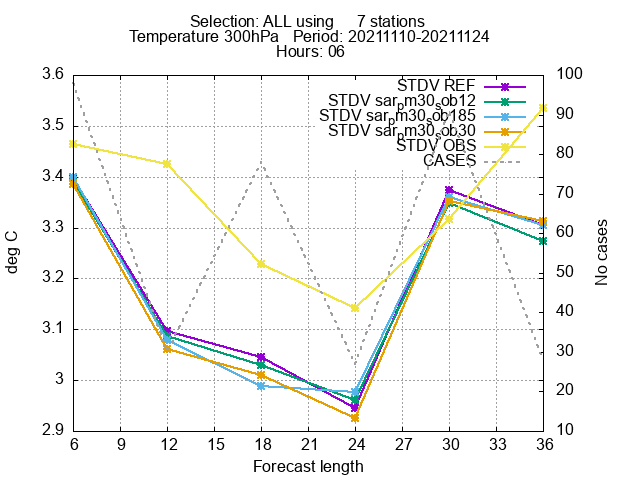 Selection: ALL using 7 stations
Temperature 300hPa Period: 20211110-20211124
Hours: 06
STDV REF
STDV sarpm30sob12
STDV sarpm30sob185
STDV sarpm30sob30
STDV OBS
CASES
3.6
3.5
3.4
3.3
3.2
3.1
3
2.9
deg C
100
90
80
70
60
50
40
30
20
10
No cases
6 9 12 15 18 21 24 27 30 33 36
Forecast length